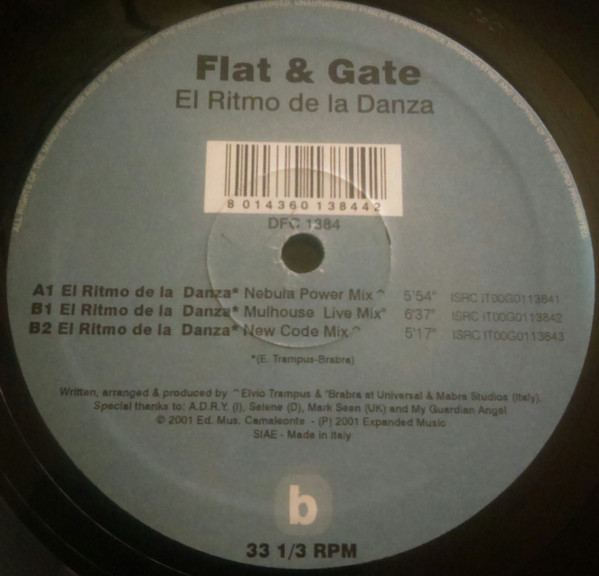 Flat & Gate
El Ritmo de la Danza
8 014360 138442
DFC 1384
A1 El Ritmo de la Danza* Nebula Power Mix^ 5'54" ISRC IT00G0113841
B1 El Ritmo de la Danza* Mulhouse Live Mix" 6'37" ISRC IT00G0113842
B2 El Ritmo de la Danza* New Code Mix^ 5'17" ISRC IT00G0113843
*(E. Trampus-Brabra)
Written, arranged & produced by ^Elvio Trampus & "Brabra at Universal & Mabra Studios (Italy).
Special thanks to: A.D.R.Y. (I), Selene (D), Mark Seen (UK) and My Guardian Angel
© 2001 Ed. Mus. Camaleonte - (P) 2001 Expanded Music
SIAE - Made in Italy
b
33 1/3 RPM